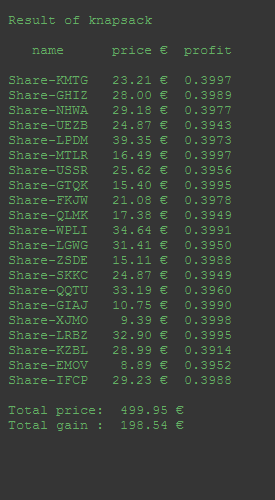 Result of knapsack
name price € profit
Share-KMTG 23.21 € 0.3997
Share-GHIZ 28.00 € 0.3989
Share-NHWA 29.18 € 0.3977
Share-UEZB 24.87 € 0.3943
Share-LPDM 39.35 € 0.3973
Share-MTLR 16.49 € 0.3997
Share-USSR 25.62 € 0.3956
Share-GTQK 15.40 € 0.3995
Share-FKJW 21.08 € 0.3978
Share-QLMK 17.38 € 0.3949
Share-WPLI 34.64 € 0.3991
Share-LGWG 31.41 € 0.3950
Share-ZSDE 15.11 € 0.3988
Share-SKKC 24.87 € 0.3949
Share-QQTU 33.19 € 0.3960
Share-GIAJ 10.75 € 0.3990
Share-XJMO 9.39 € 0.3998
Share-LRBZ 32.90 € 0.3995
Share-KZBL 28.99 € 0.3914
Share-EMOV 8.89 € 0.3952
Share-IFCP 29.23 € 0.3988
Total price: 499.95 €
Total gain : 198.54 €